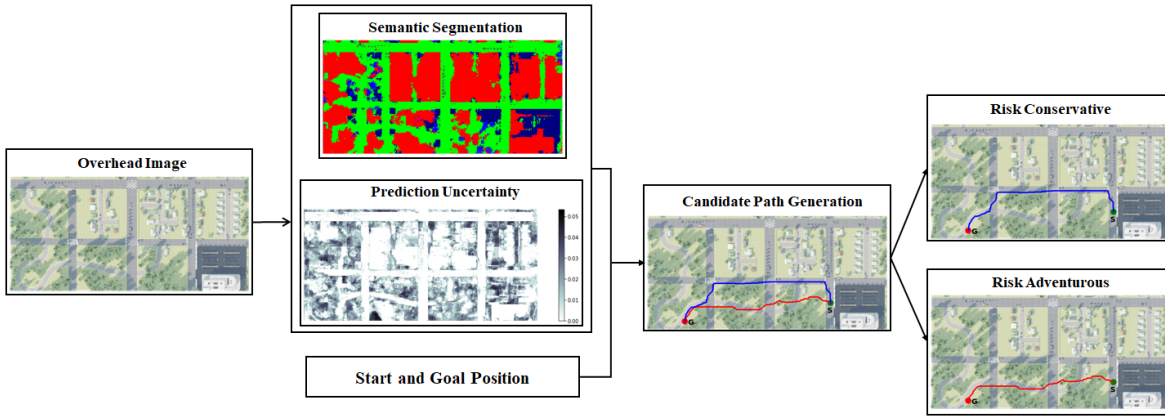 Semantic Segmentation
Overhead Image
Prediction Uncertainty
0.05
0.04
0.03
0.02
0.01
0.00
Start and Goal Position
Candidate Path Generation
G
S
Risk Conservative
G
S
Risk Adventurous
G
S